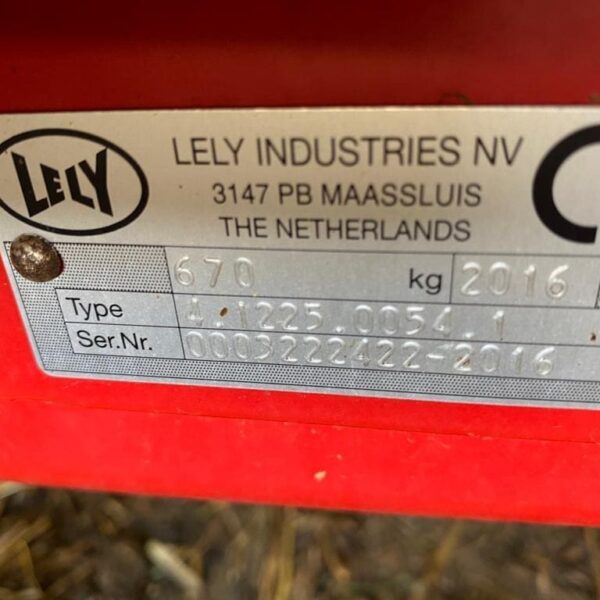 LELY
LELY INDUSTRIES NV
3147 PB MAASSLUIS
THE NETHERLANDS
670 kg 2016
Type 4.1225.0054.1
Ser.Nr. 0003222422-2016